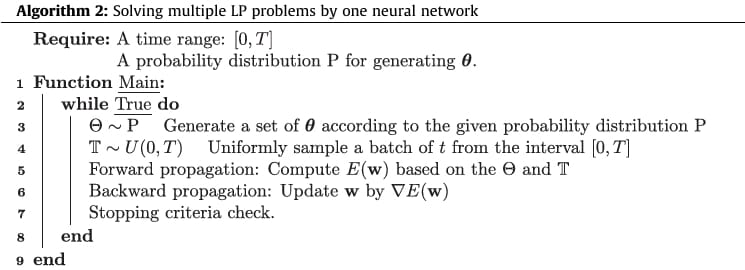 Algorithm 2: Solving multiple LP problems by one neural network
Require: A time range: [0, T]
A probability distribution P for generating θ.
1 Function Main:
2 while True do
3 Θ ∼ P Generate a set of θ according to the given probability distribution P
4 𝕋 ∼ U(0, T) Uniformly sample a batch of t from the interval [0, T]
5 Forward propagation: Compute E(w) based on the Θ and 𝕋
6 Backward propagation: Update w by ∇E(w)
7 Stopping criteria check.
8 end
9 end